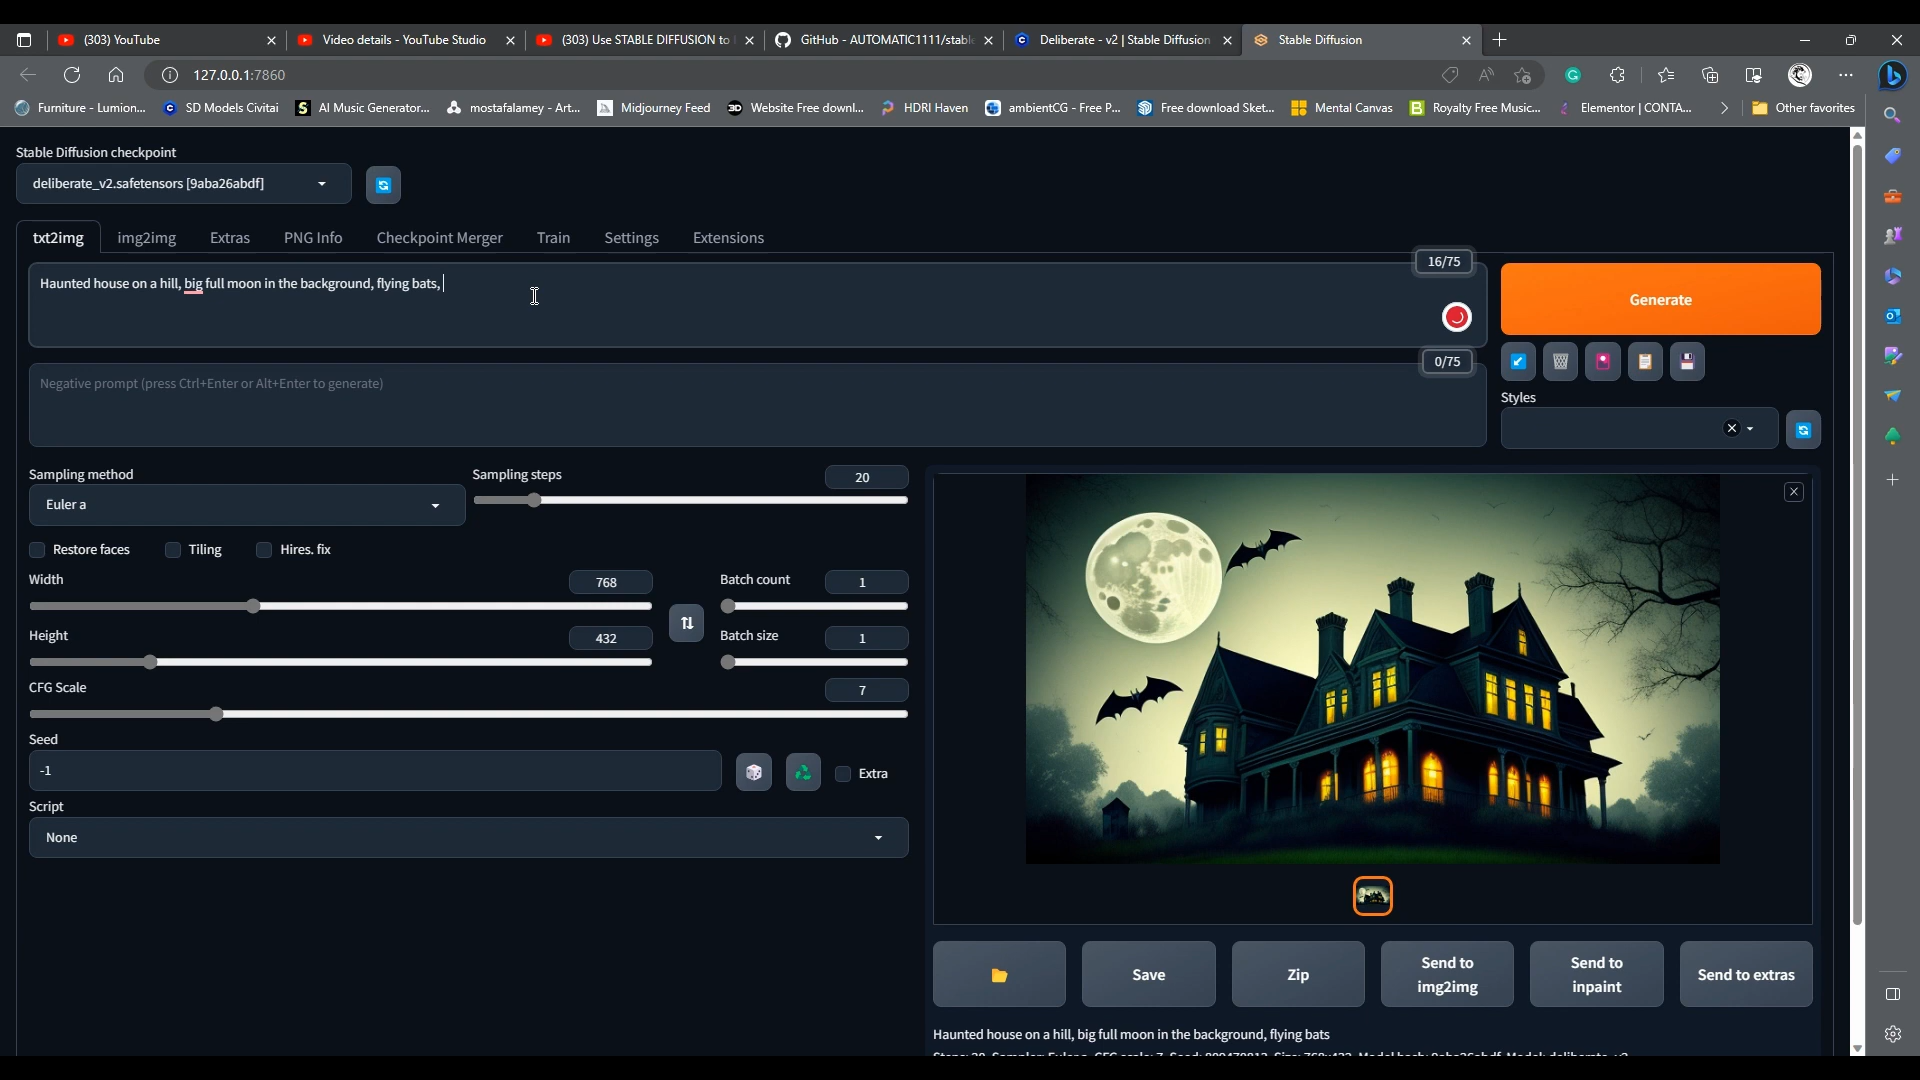 (303) YouTube
Video details - YouTube Studio
(303) Use STABLE DIFFUSION to
GitHub - AUTOMATIC1111/stabl
Deliberate - v2 | Stable Diffusion
Stable Diffusion
127.0.0.1:7860
Furniture - Lumion...
SD Models Civitai
AI Music Generator...
mostafalamey - Art...
Midjourney Feed
Website Free downl...
HDRI Haven
ambientCG - Free P...
Free download Sket...
Mental Canvas
Royalty Free Music...
Elementor | CONTA...
Other favorites
Stable Diffusion checkpoint
deliberate_v2.safetensors [9aba26abdf]
txt2img
img2img
Extras
PNG Info
Checkpoint Merger
Train
Settings
Extensions
16/75
Haunted house on a hill, big full moon in the background, flying bats,
Generate
0/75
Negative prompt (press Ctrl+Enter or Alt+Enter to generate)
Styles
Sampling method
Euler a
Sampling steps
20
Restore faces
Tiling
Hires. fix
Width
768
Batch count
1
Height
432
Batch size
1
CFG Scale
7
Seed
-1
Extra
Script
None
Save
Zip
Send to
img2img
Send to
inpaint
Send to extras
Haunted house on a hill, big full moon in the background, flying bats